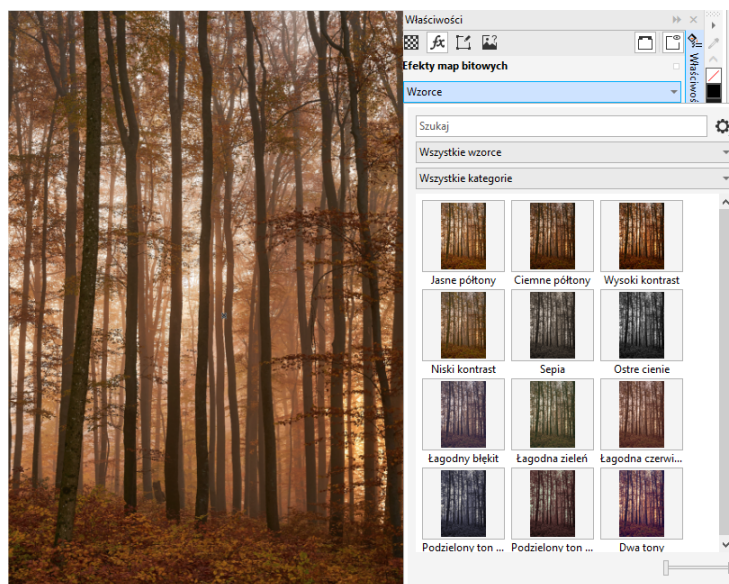 Właściwości
Efekty map bitowych
Wzorce
Właściwoś
Szukaj
Wszystkie wzorce
Wszystkie kategorie
Jasne półtony
Ciemne półtony
Wysoki kontrast
Niski kontrast
Sepia
Ostre cienie
Łagodny błękit
Łagodna zieleń
Łagodna czerwi...
Podzielony ton ...
Podzielony ton ...
Dwa tony